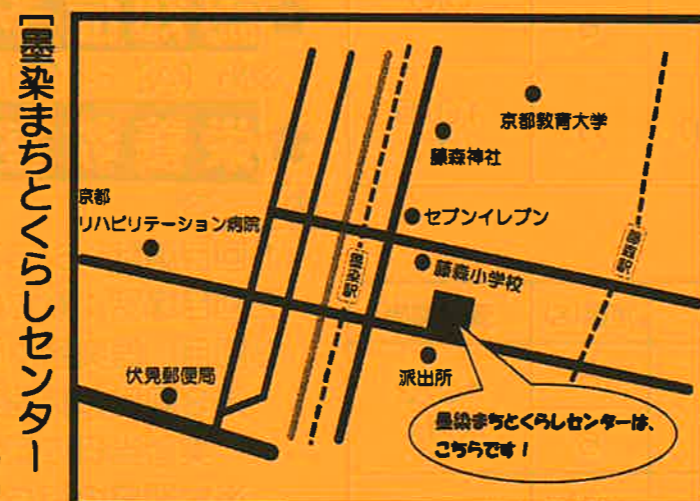 ［墨染まちとくらしセンター
京都教育大学
藤森神社
京都
リハビリテーション病院
セブンイレブン
藤森駅
墨染駅
藤森小学校
伏見郵便局
派出所
墨染まちとくらしセンターは、
こちらです！